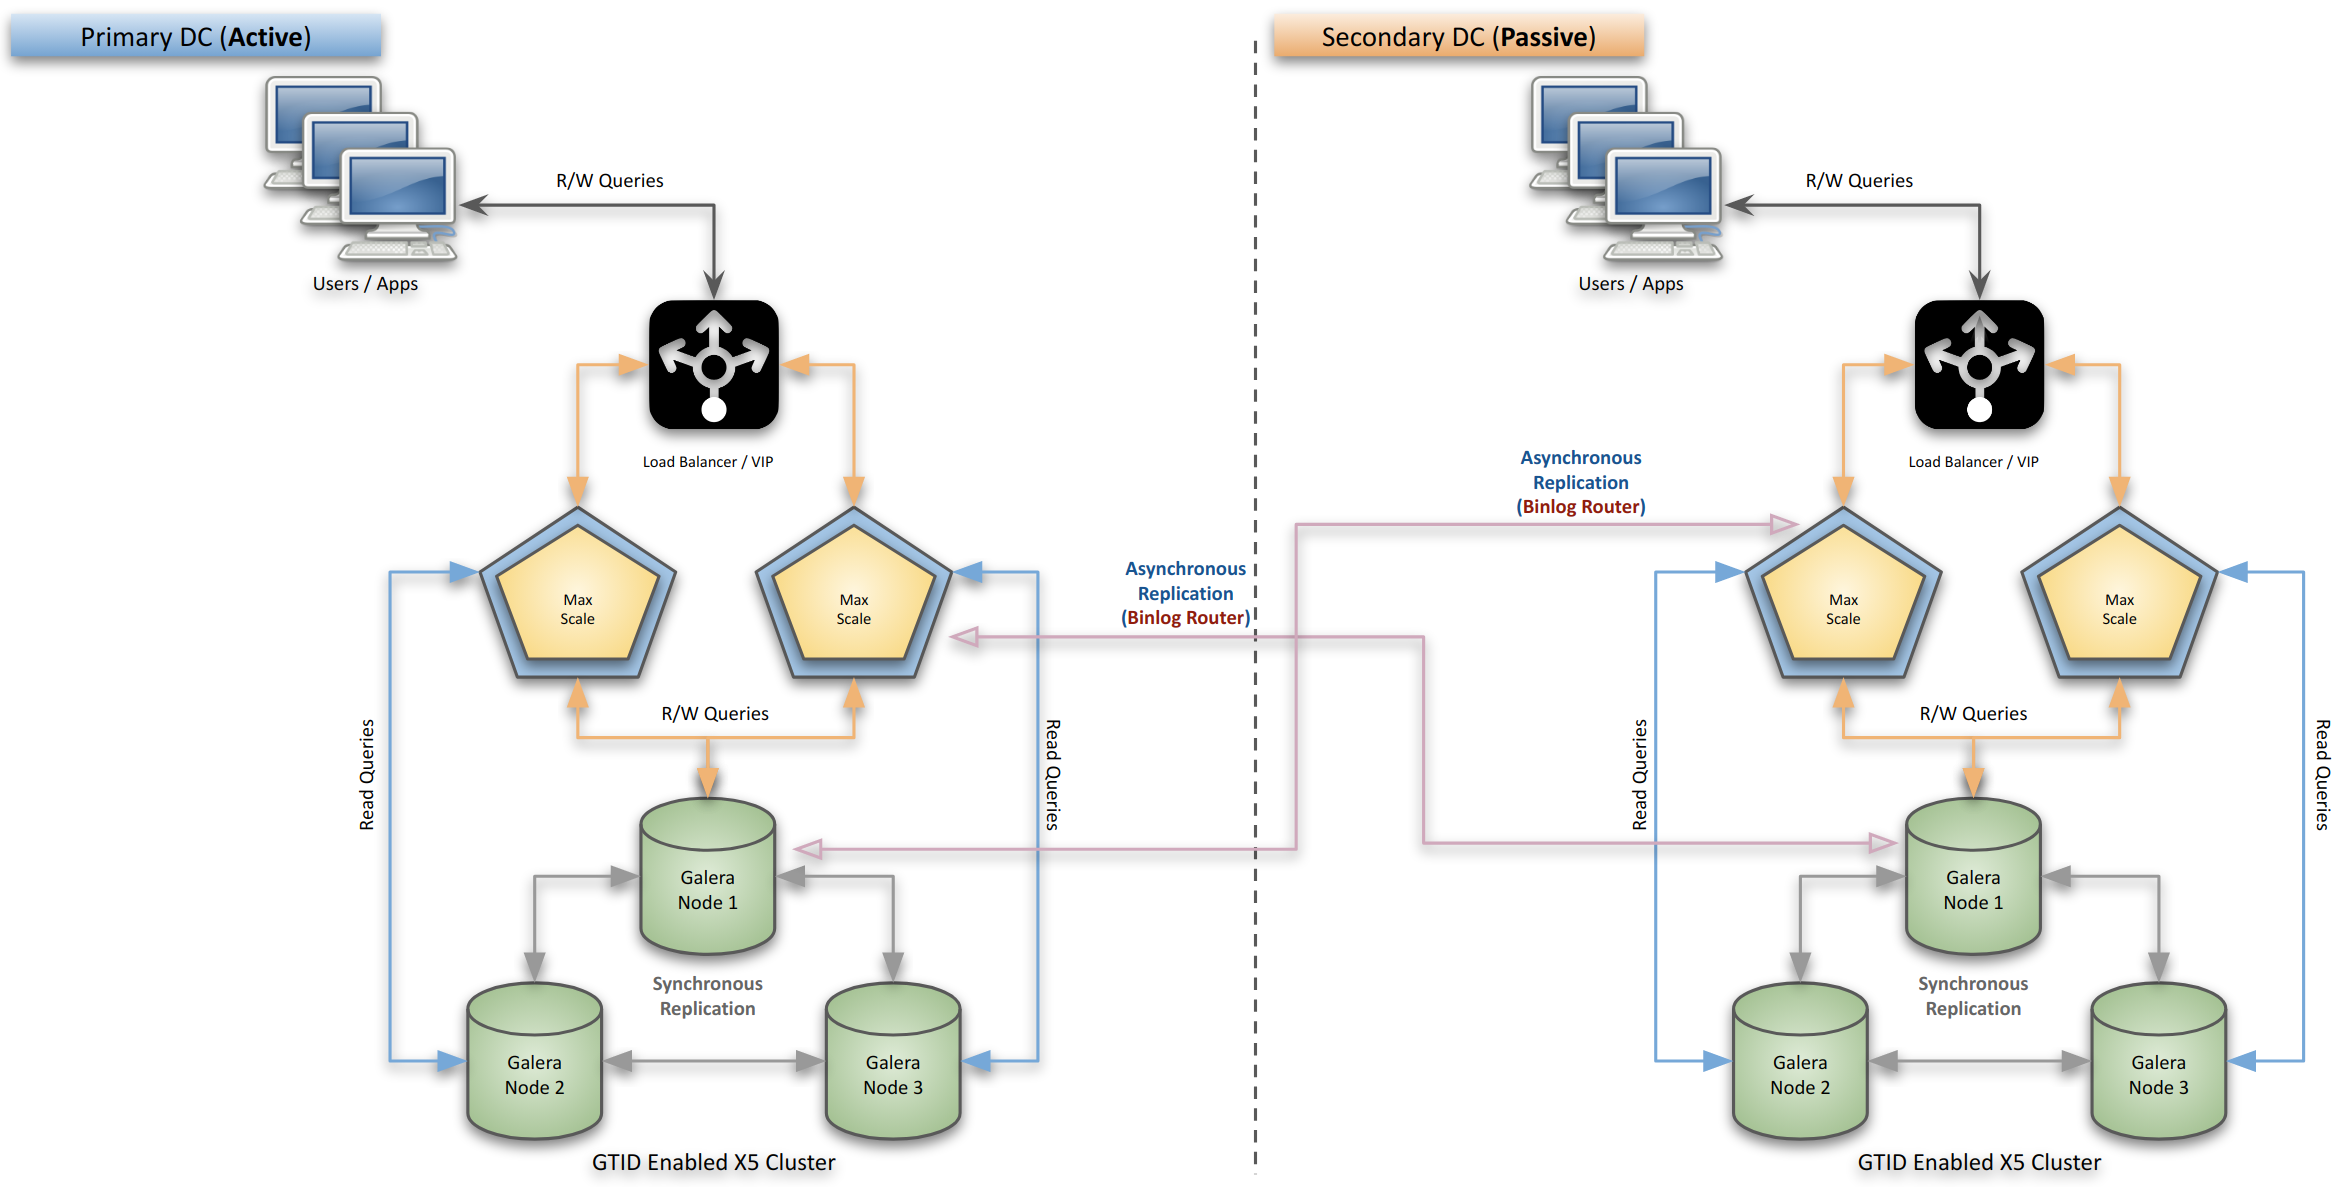 Primary DC (Active)
R/W Queries
Users / Apps
Load Balancer / VIP
Max
Scale
Max
Scale
Asynchronous
Replication
(Binlog Router)
Read Queries
R/W Queries
Read Queries
Galera
Node 1
Synchronous
Replication
Galera
Node 2
Galera
Node 3
GTID Enabled X5 Cluster
Secondary DC (Passive)
R/W Queries
Users / Apps
Load Balancer / VIP
Asynchronous
Replication
(Binlog Router)
Max
Scale
Max
Scale
Read Queries
R/W Queries
Read Queries
Galera
Node 1
Synchronous
Replication
Galera
Node 2
Galera
Node 3
GTID Enabled X5 Cluster